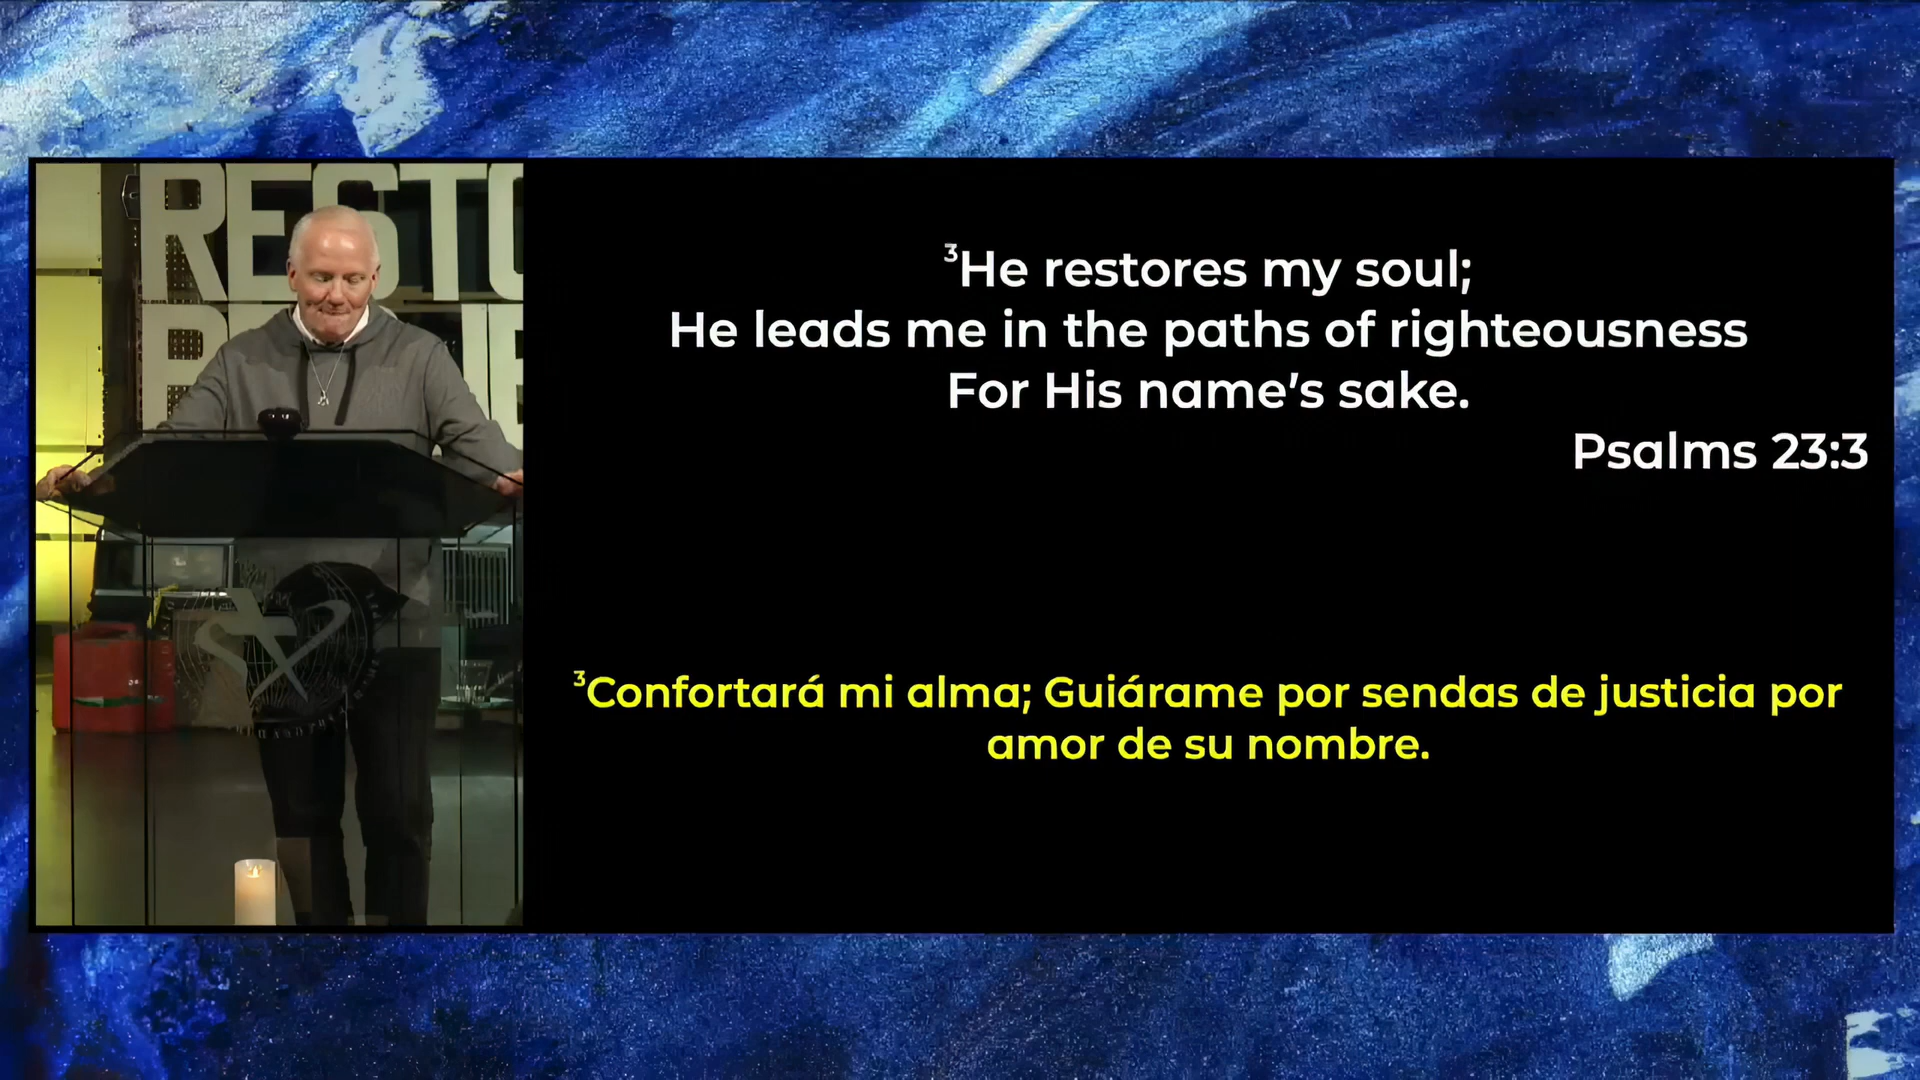 RESTO
³He restores my soul;
He leads me in the paths of righteousness
For His name's sake.
Psalms 23:3
³Confortará mi alma; Guiárame por sendas de justicia por
amor de su nombre.